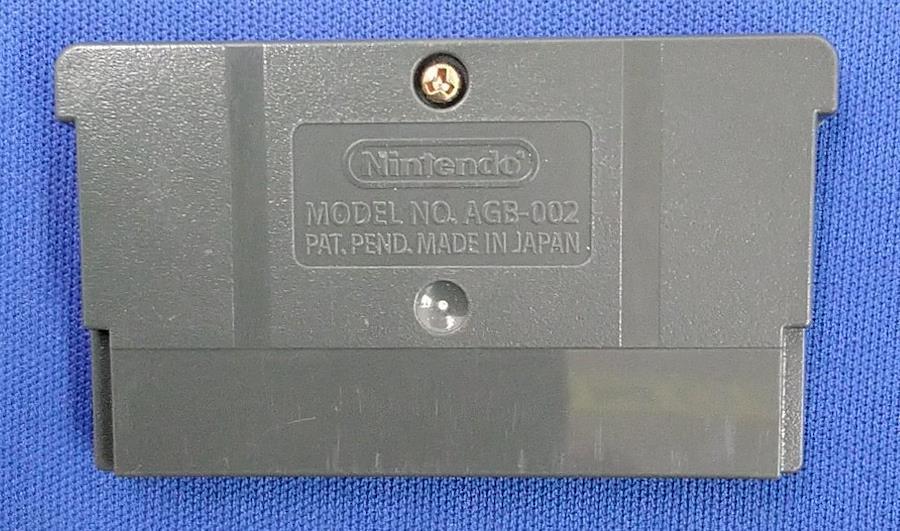 Nintendo®
MODEL NO. AGB-002
PAT. PEND. MADE IN JAPAN